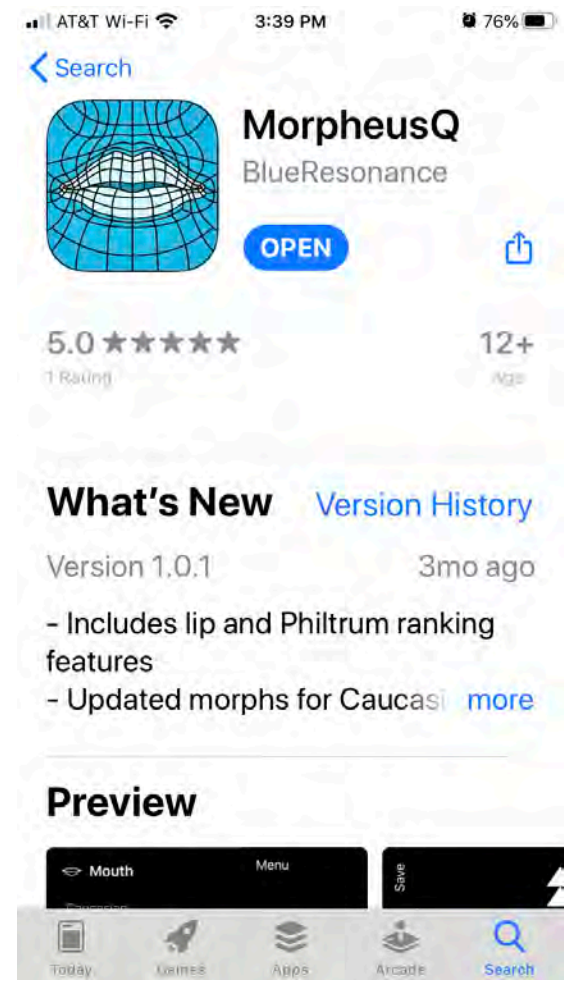 AT&T Wi-Fi 3:39 PM 76%
Search
MorpheusQ
BlueResonance
OPEN
5.0 12+
1 Rating Age
What's New Version History
Version 1.0.1 3mo ago
- Includes lip and Philtrum ranking
features
- Updated morphs for Caucasi more
Preview
Mouth Menu Save
Caucasian
Today Games Apps Arcade Search